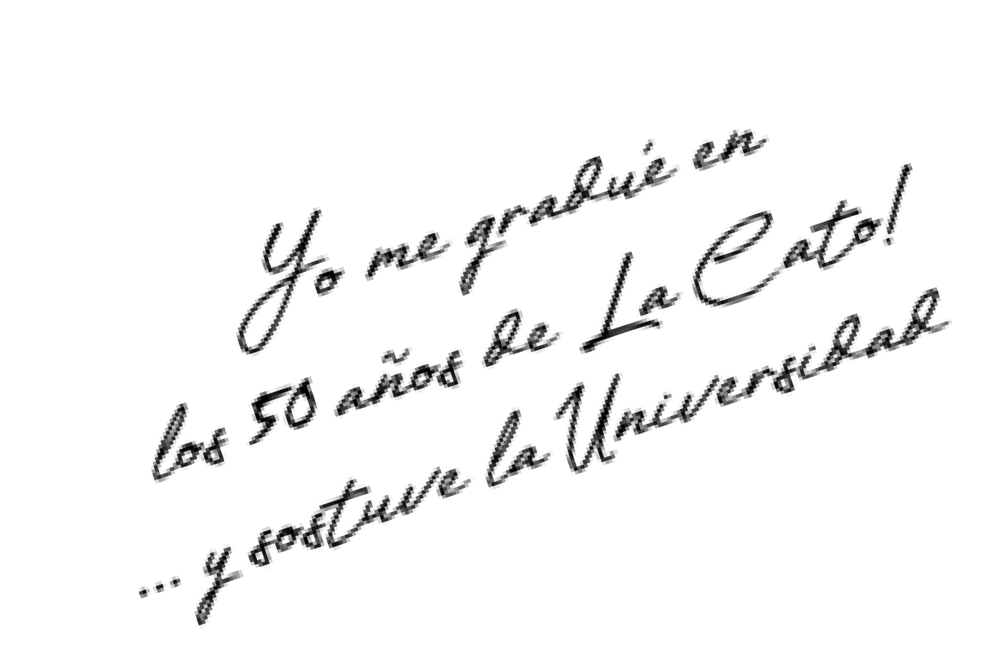 Yo me gradué en
los 50 años de La Cato!
...y sostuve la Universidad